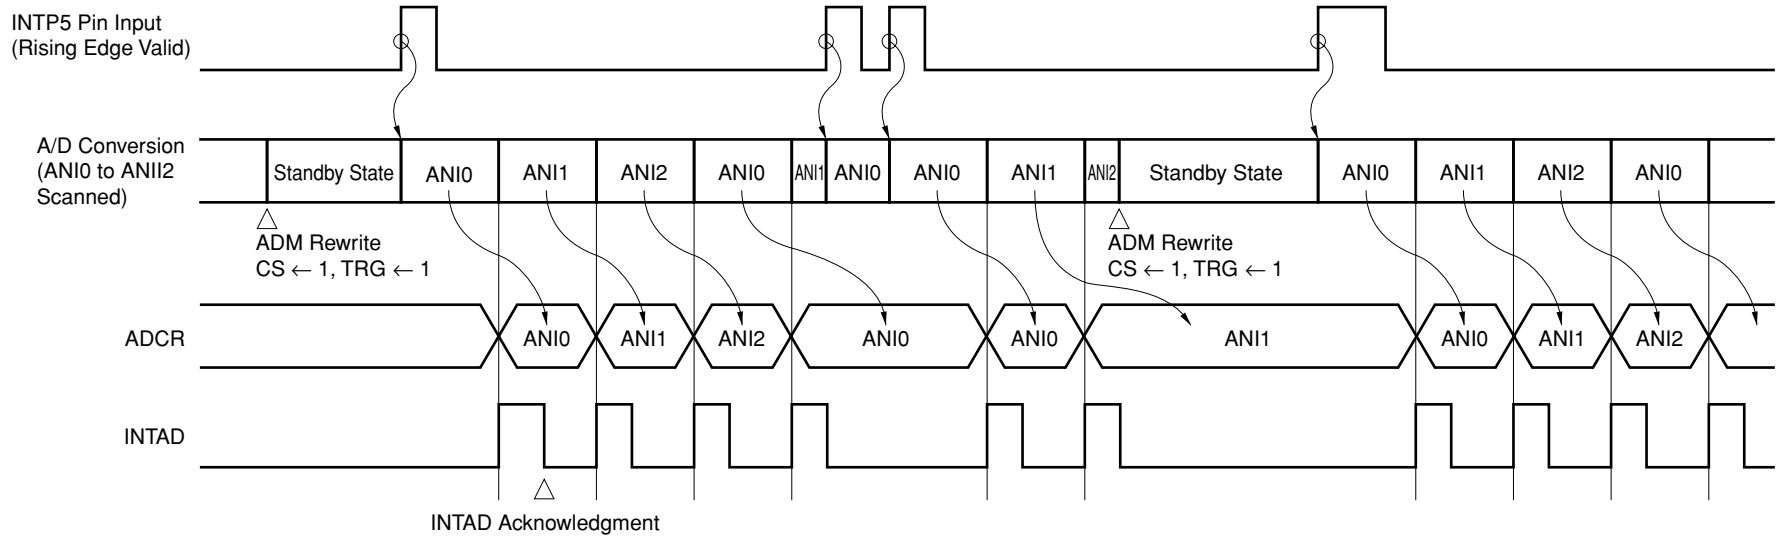 INTP5 Pin Input
(Rising Edge Valid)
A/D Conversion
(ANI0 to ANII2
Scanned)
Standby State ANI0 ANI1 ANI2 ANI0 ANI1 ANI0 ANI0 ANI1 ANI2 Standby State ANI0 ANI1 ANI2 ANI0
ADM Rewrite
CS ← 1, TRG ← 1
ADM Rewrite
CS ← 1, TRG ← 1
ADCR
ANI0 ANI1 ANI2 ANI0 ANI0 ANI1 ANI0 ANI1 ANI2
INTAD
INTAD Acknowledgment